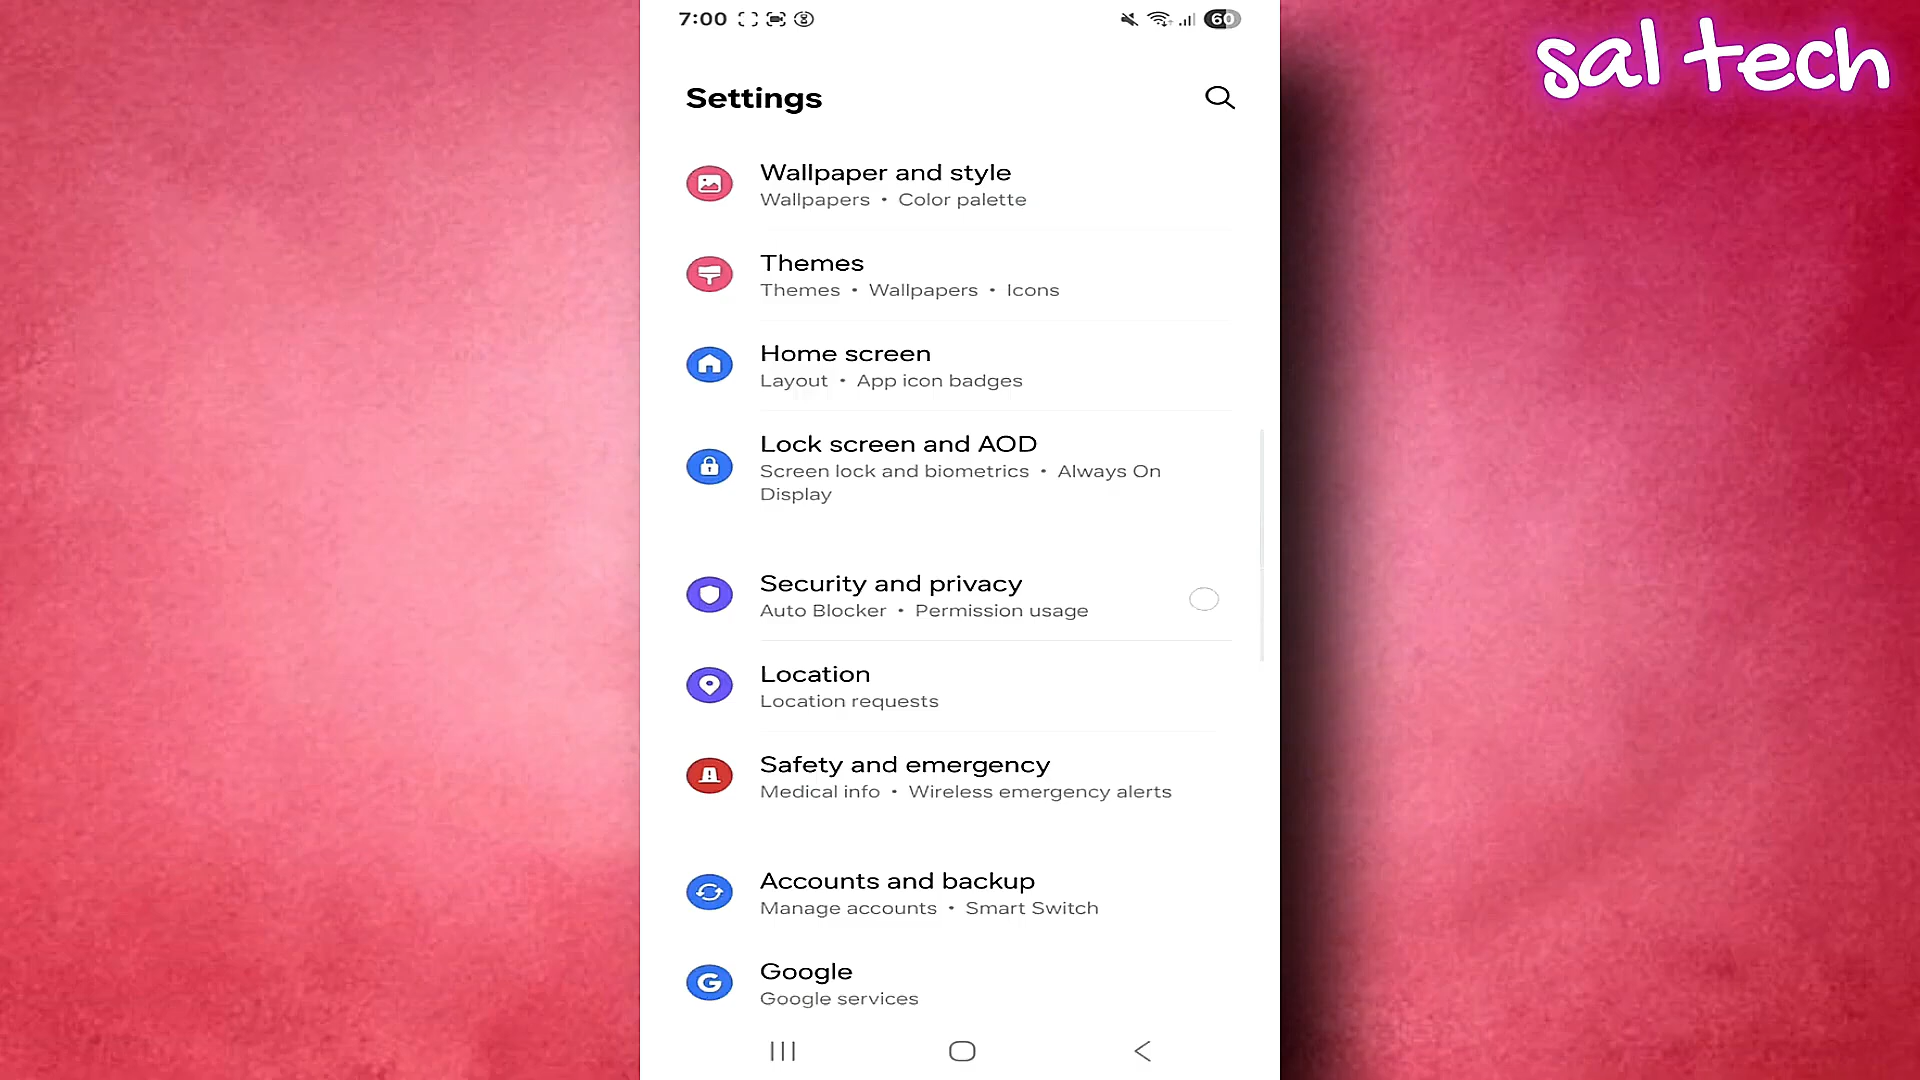 7:00
60
sal tech
Settings
Wallpaper and style
Wallpapers • Color palette
Themes
Themes • Wallpapers • Icons
Home screen
Layout • App icon badges
Lock screen and AOD
Screen lock and biometrics • Always On
Display
Security and privacy
Auto Blocker • Permission usage
Location
Location requests
Safety and emergency
Medical info • Wireless emergency alerts
Accounts and backup
Manage accounts • Smart Switch
Google
Google services